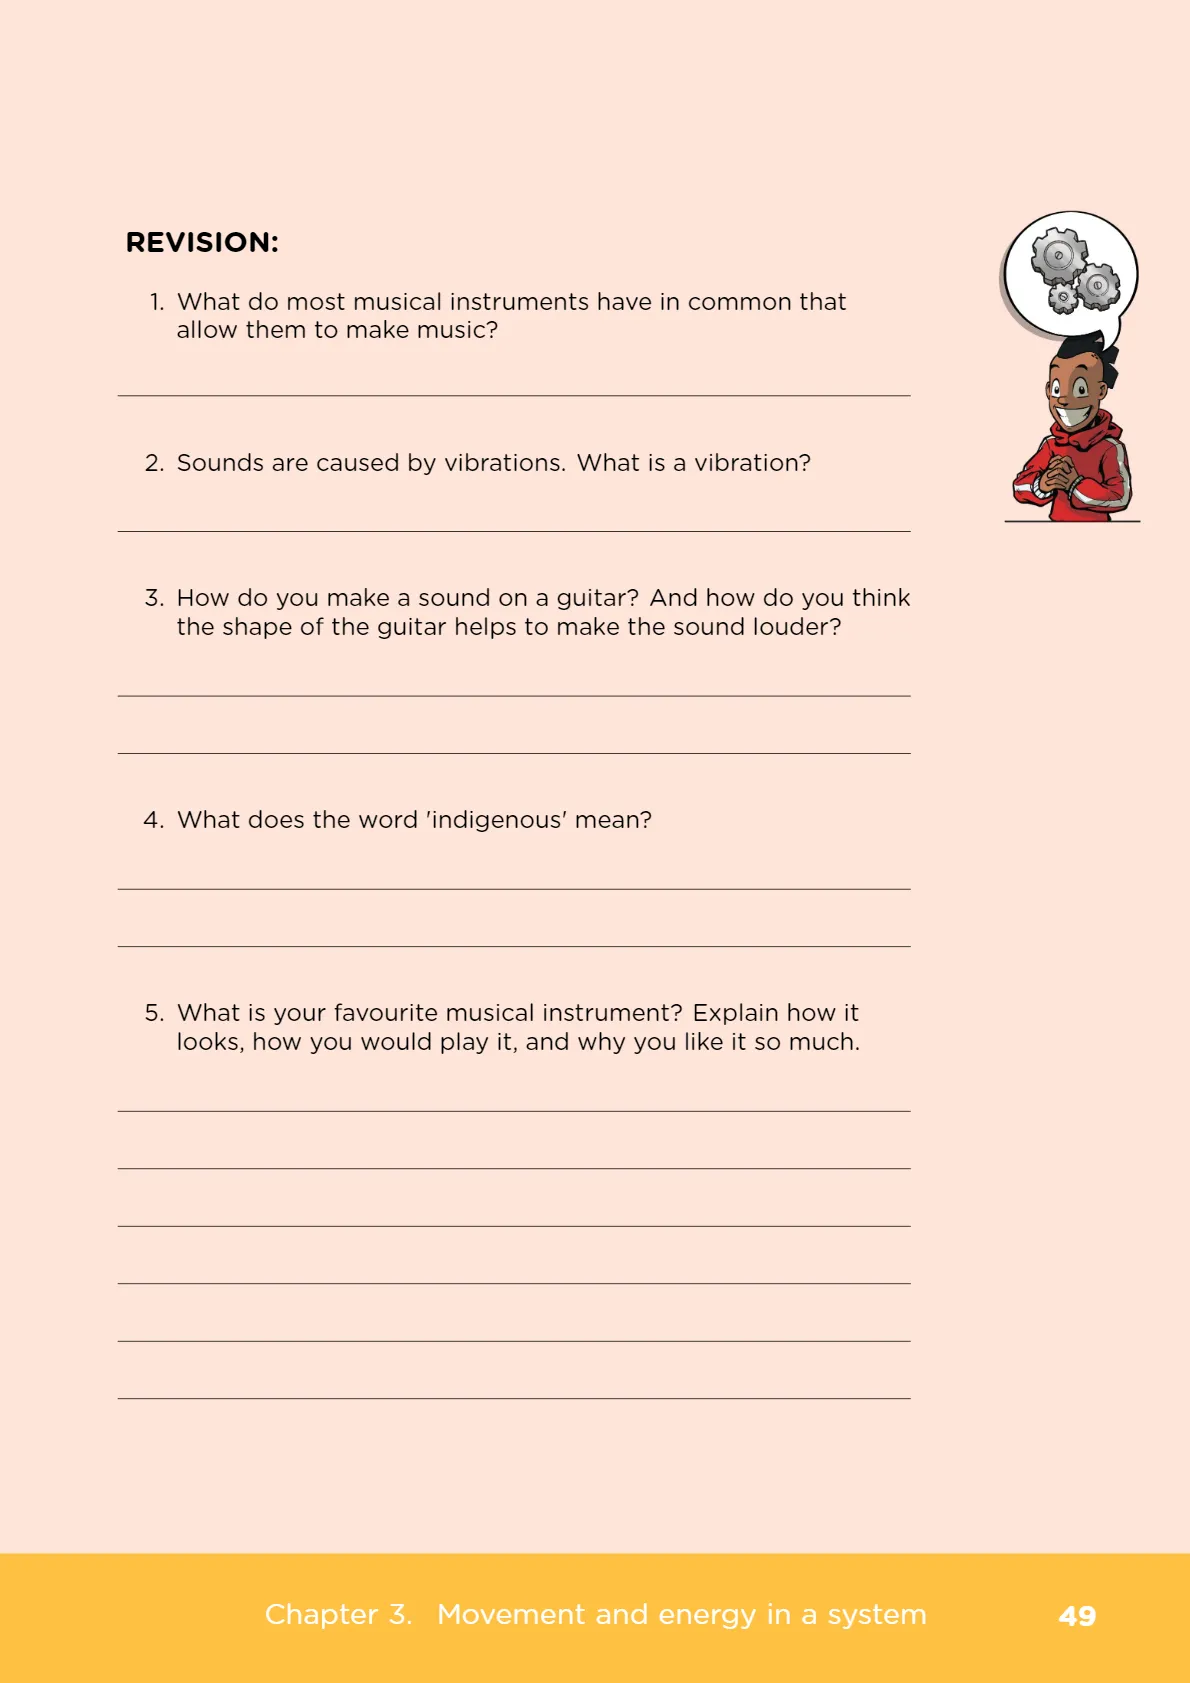 REVISION:
1. What do most musical instruments have in common that
allow them to make music?
2. Sounds are caused by vibrations. What is a vibration?
3. How do you make a sound on a guitar? And how do you think
the shape of the guitar helps to make the sound louder?
4. What does the word 'indigenous' mean?
5. What is your favourite musical instrument? Explain how it
looks, how you would play it, and why you like it so much.
Chapter 3. Movement and energy in a system 49